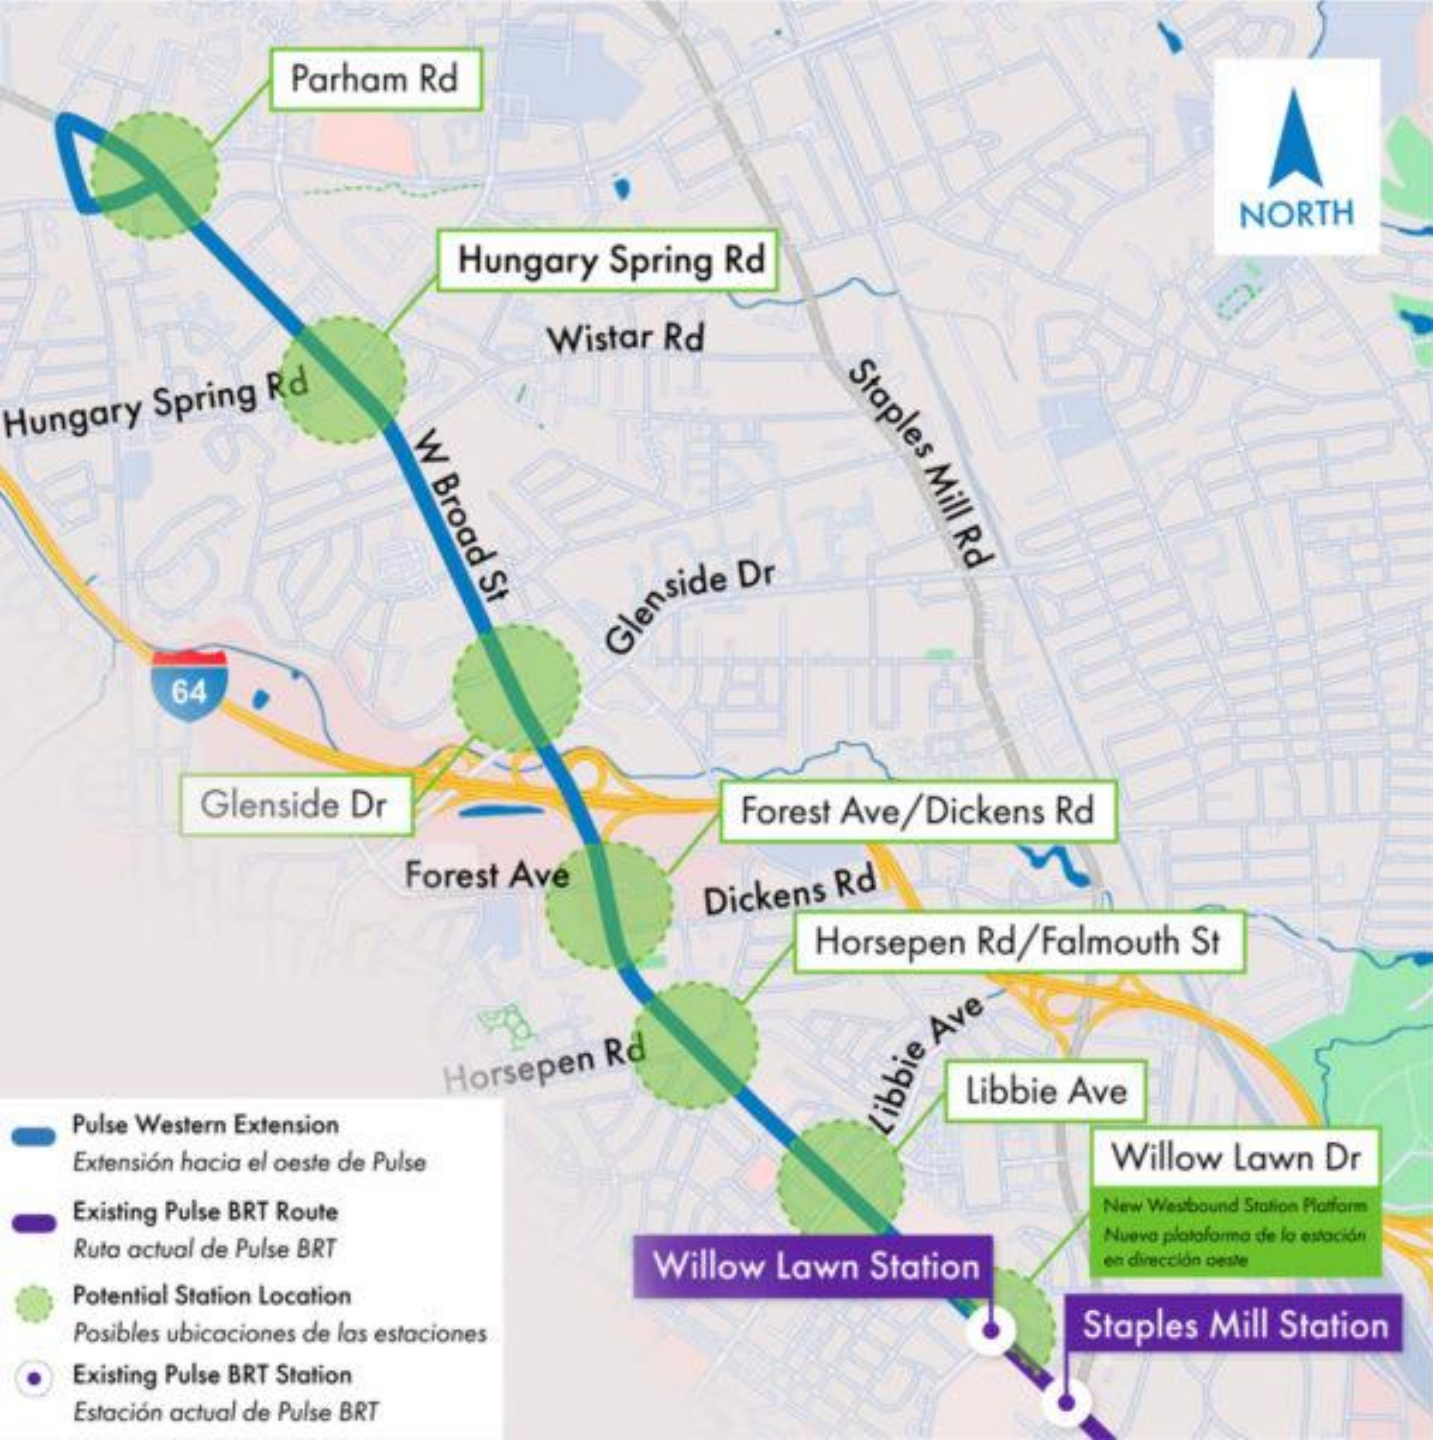 Parham Rd
NORTH
Hungary Spring Rd
Wistar Rd
Hungary Spring Rd
Staples Mill Rd
W Broad St
Glenside Dr
64
Glenside Dr
Forest Ave/Dickens Rd
Forest Ave
Dickens Rd
Horsepen Rd/Falmouth St
Libbie Ave
Horsepen Rd
Libbie Ave
Willow Lawn Dr
New Westbound Station Platform
Nueva plataforma de la estación
en dirección oeste
Willow Lawn Station
Staples Mill Station
Pulse Western Extension
Extensión hacia el oeste de Pulse
Existing Pulse BRT Route
Ruta actual de Pulse BRT
Potential Station Location
Posibles ubicaciones de las estaciones
Existing Pulse BRT Station
Estación actual de Pulse BRT